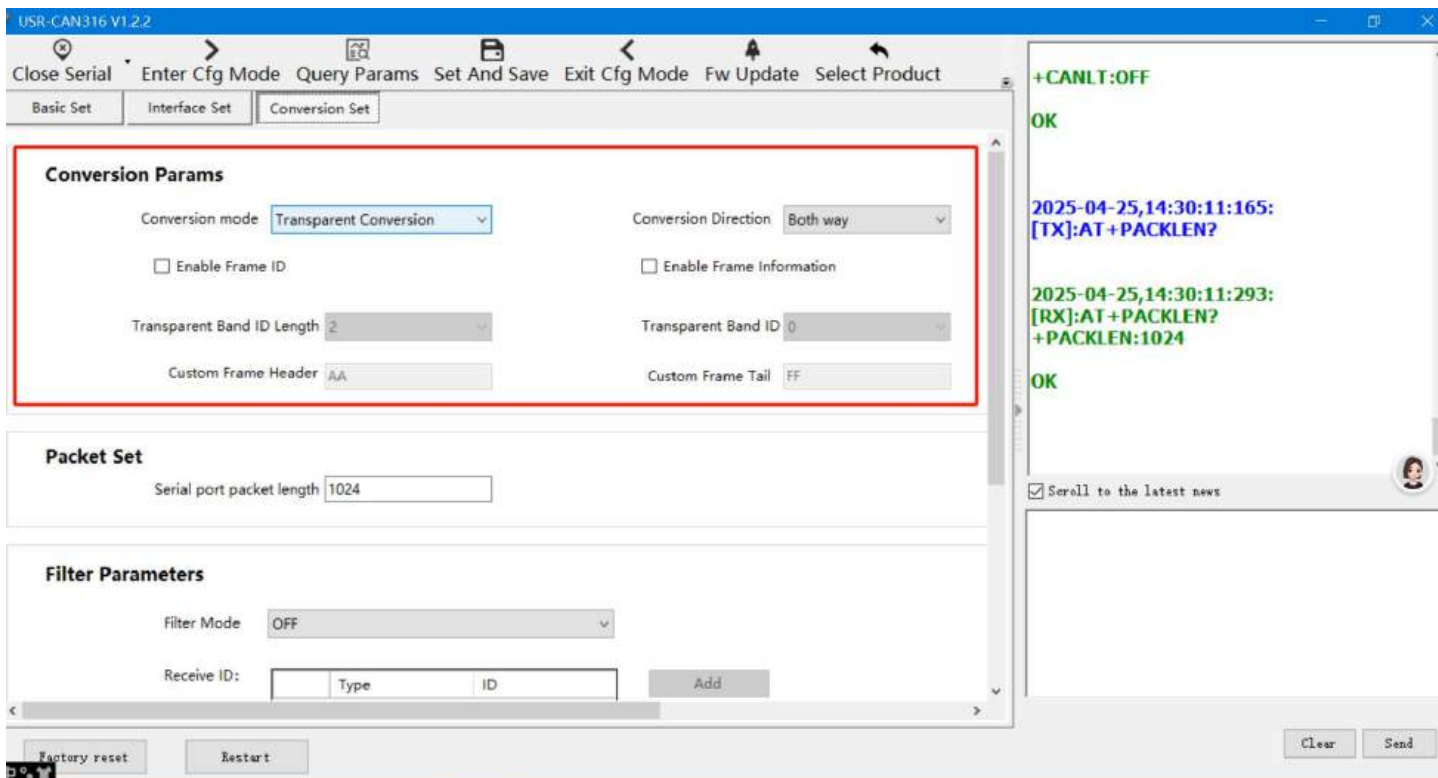 USR-CAN316 V1.2.2
Close Serial Enter Cfg Mode Query Params Set And Save Exit Cfg Mode Fw Update Select Product
Basic Set Interface Set Conversion Set
Conversion Params
Conversion mode Transparent Conversion Conversion Direction Both way
Enable Frame ID Enable Frame Information
Transparent Band ID Length 2 Transparent Band ID 0
Custom Frame Header AA Custom Frame Tail FF
Packet Set
Serial port packet length 1024
Filter Parameters
Filter Mode OFF
Receive ID: Type ID Add
Factory reset Restart
+CANLT:OFF
OK
2025-04-25,14:30:11:165:
[TX]:AT+PACKLEN?
2025-04-25,14:30:11:293:
[RX]:AT+PACKLEN?
+PACKLEN:1024
OK
Scroll to the latest news
Clear Send